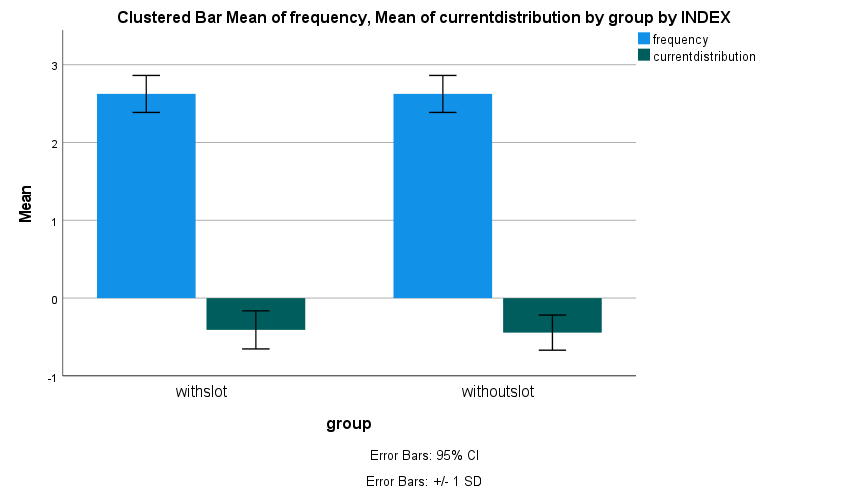 Clustered Bar Mean of frequency, Mean of currentdistribution by group by INDEX
frequency
currentdistribution
3
2
1
0
-1
Mean
withslot
withoutslot
group
Error Bars: 95% CI
Error Bars: +/- 1 SD